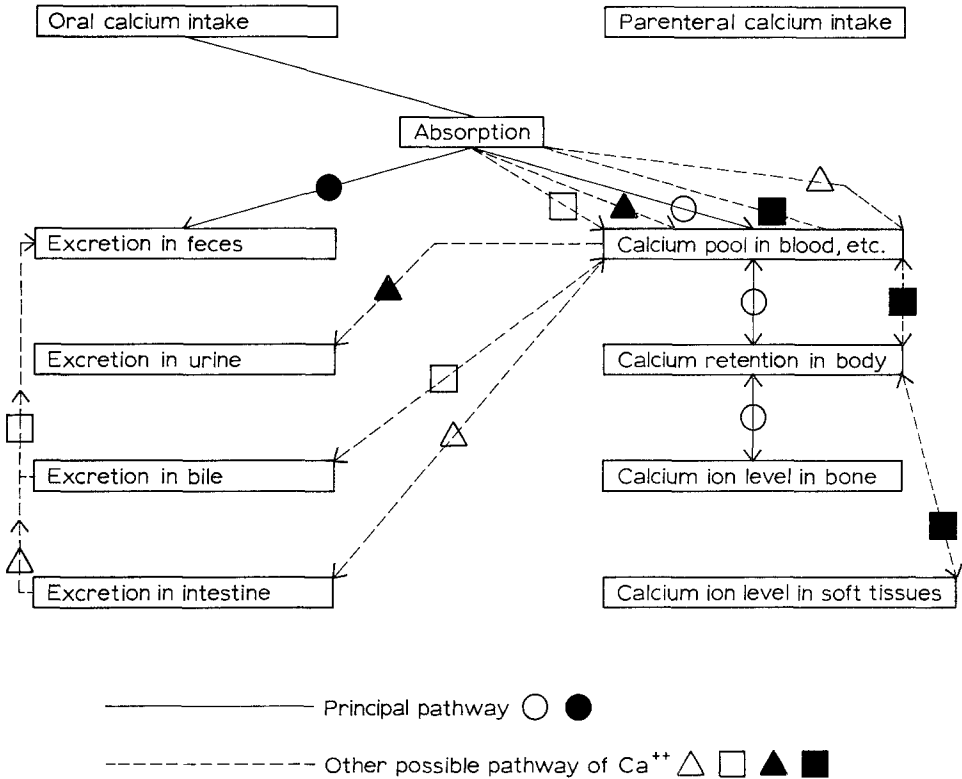 Oral calcium intake
Parenteral calcium intake
Absorption
Excretion in feces
Calcium pool in blood, etc.
Excretion in urine
Calcium retention in body
Excretion in bile
Calcium ion level in bone
Excretion in intestine
Calcium ion level in soft tissues
Principal pathway
Other possible pathway of Ca++